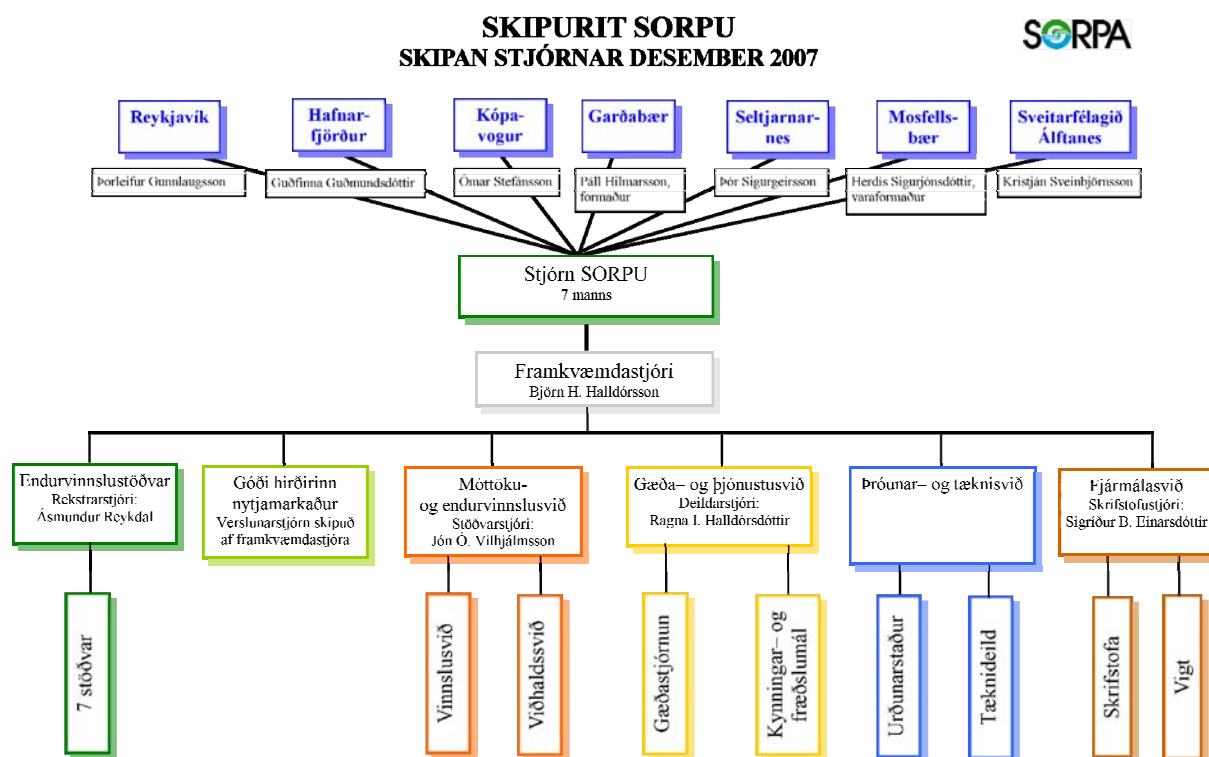 SKIPURIT SORPU
SKIPAN STJÓRNAR DESEMBER 2007
SORPA
Reykjavík
Hafnar-
fjörður
Kópa-
vogur
Garðabær
Seltjarnar-
nes
Mosfells-
bær
Sveitarfélagið
Álftanes
Þorleifur Gunnlaugsson
Guðfinna Guðmundsdóttir
Ómar Stefánsson
Páll Hilmarsson,
formaður
Þór Sigurgeirsson
Herdís Sigurjónsdóttir,
varaformaður
Kristján Sveinbjörnsson
Stjórn SORPU
7 manns
Framkvæmdastjóri
Björn H. Halldórsson
Endurvinnslustöðvar
Rekstrarstjóri:
Ásmundur Reykdal
Góði hirðirinn
nytjamarkaður
Verslunarstjórn skipuð
af framkvæmdastjóra
Móttöku-
og endurvinnslusvið
Stöðvarstjóri:
Jón Ó. Vilhjálmsson
Gæða– og þjónustusvið
Deildarstjóri:
Ragna I. Halldórsdóttir
Þróunar– og tæknisvið
Fjármálasvið
Skrifstofustjóri:
Sigríður B. Einarsdóttir
7 stöðvar
Vinnslusvið
Viðhaldssvið
Gæðastjórnun
Kynningar– og
fræðslumál
Urðunarstaður
Tæknideild
Skrifstofa
Vigt